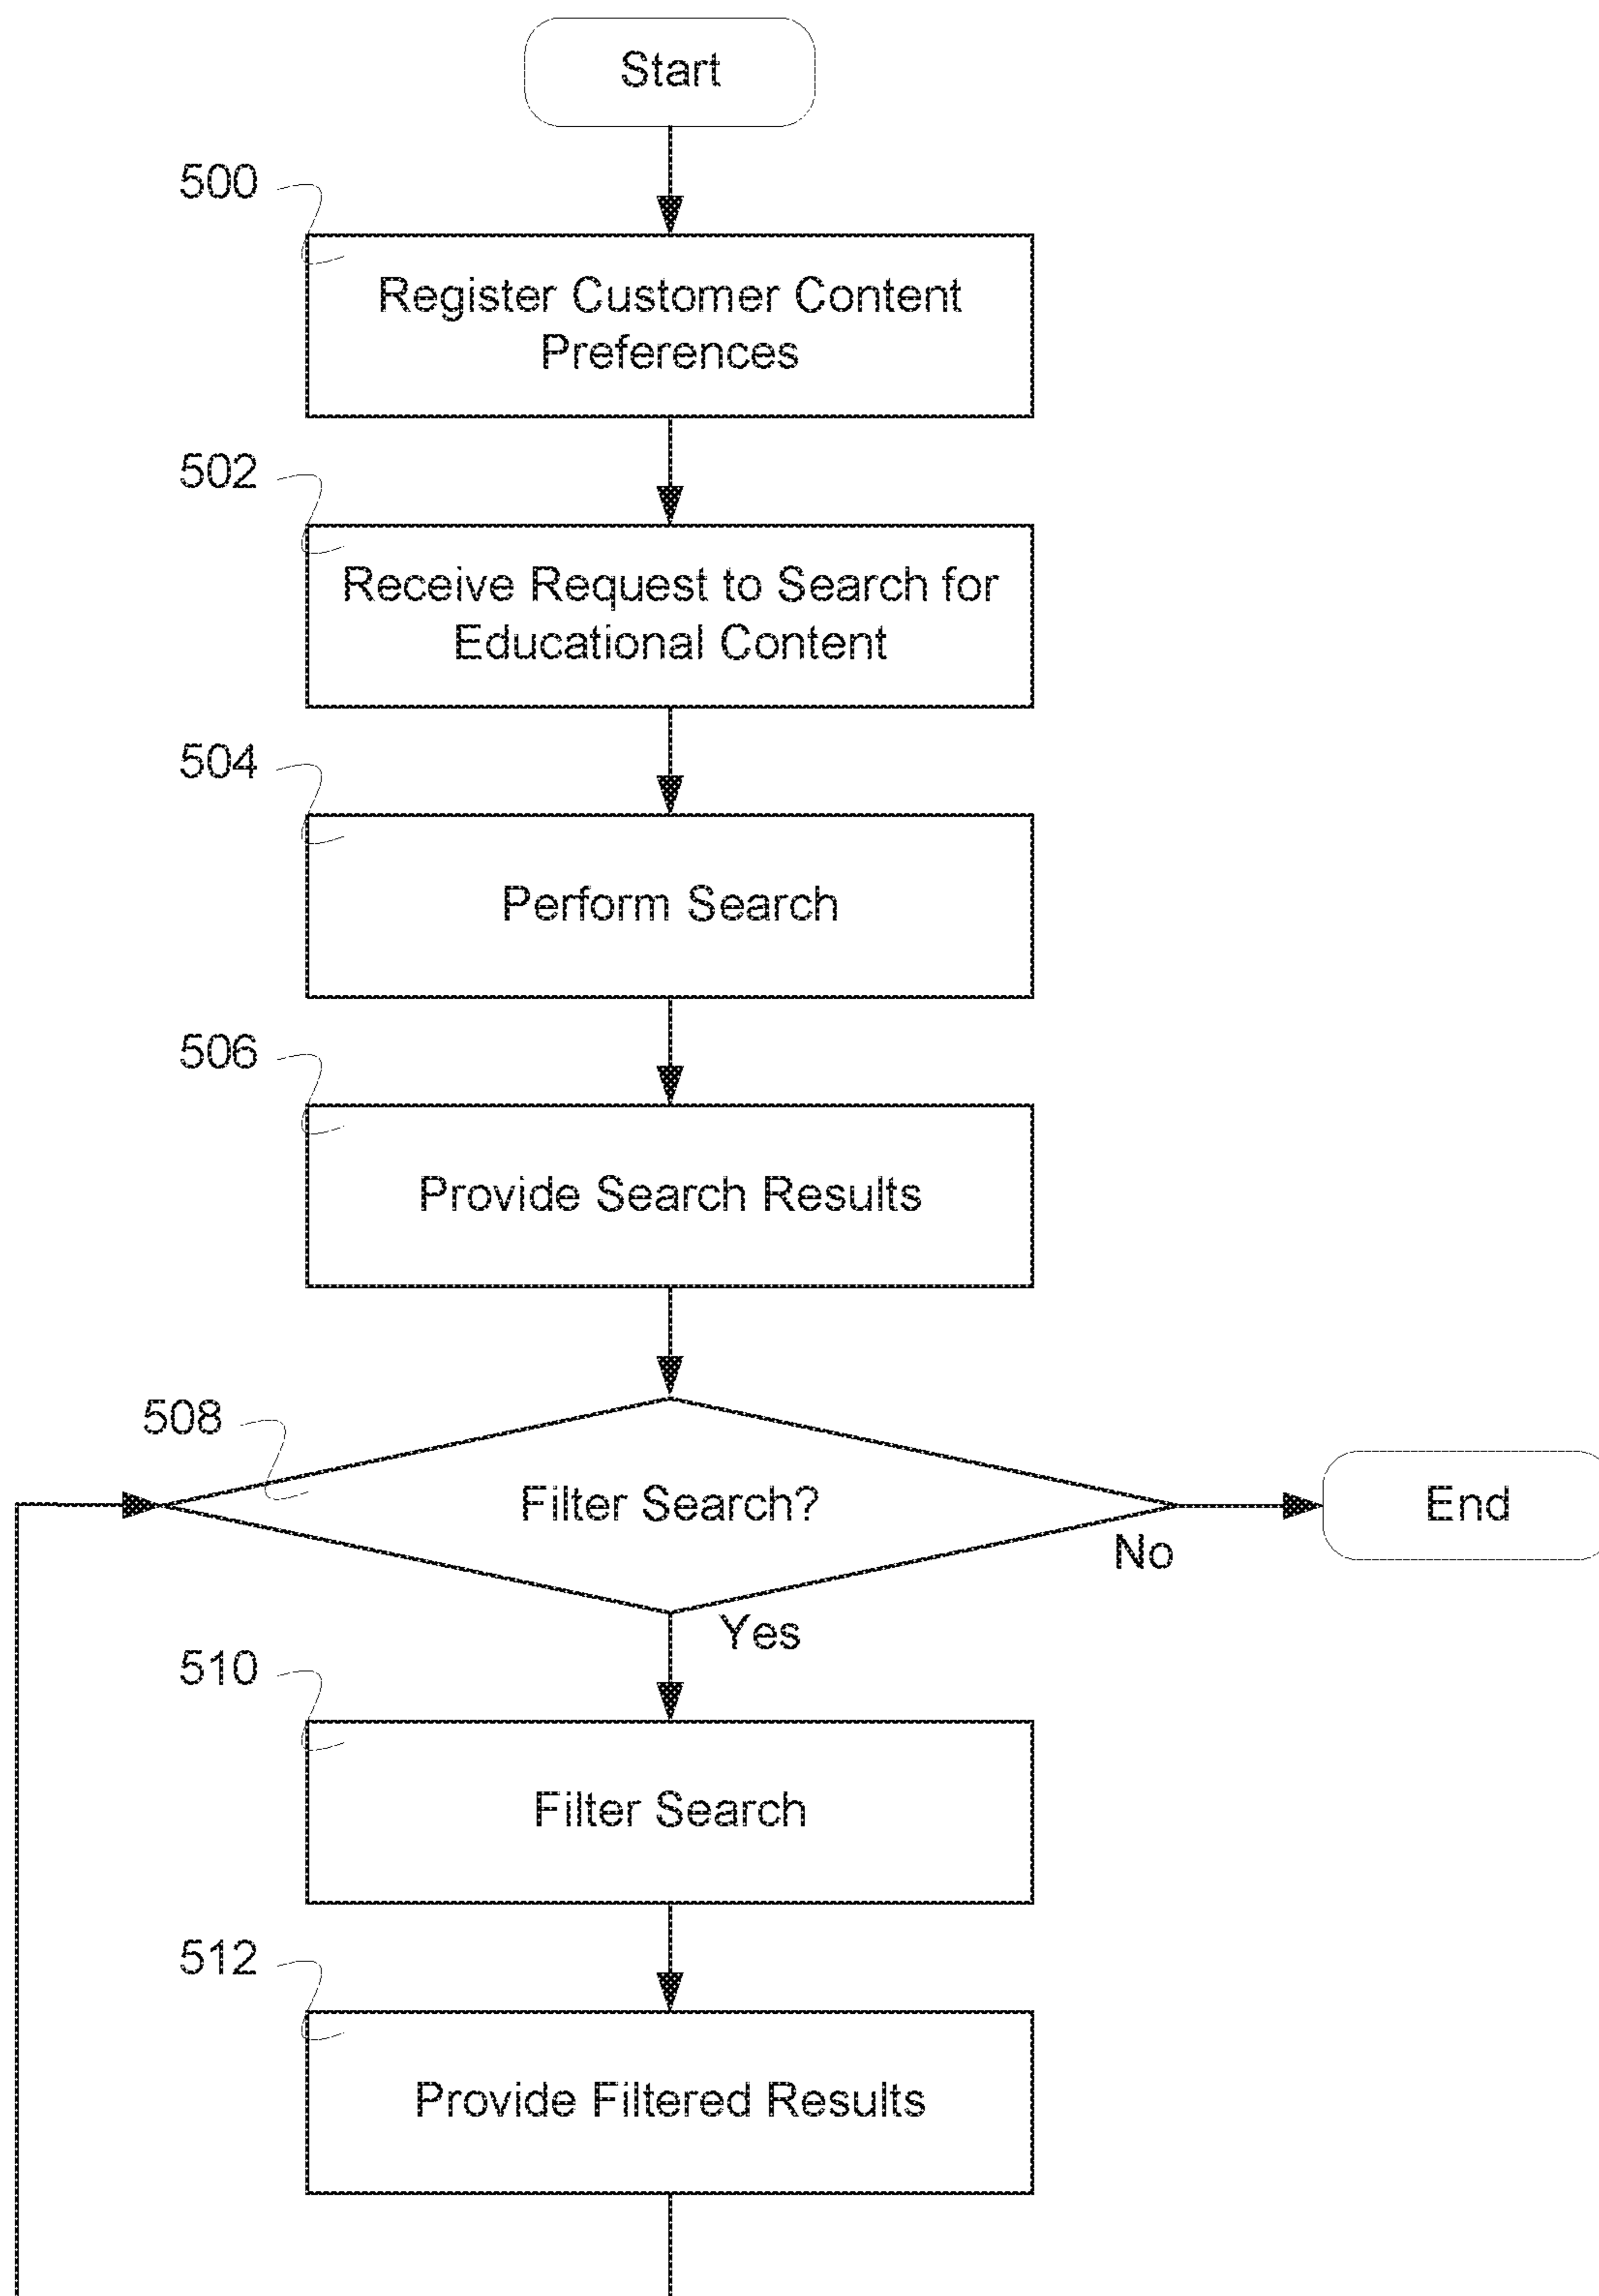 Start
500
Register Customer Content
Preferences
502
Receive Request to Search for
Educational Content
504
Perform Search
506
Provide Search Results
508
Filter Search?
End
No
Yes
510
Filter Search
512
Provide Filtered Results